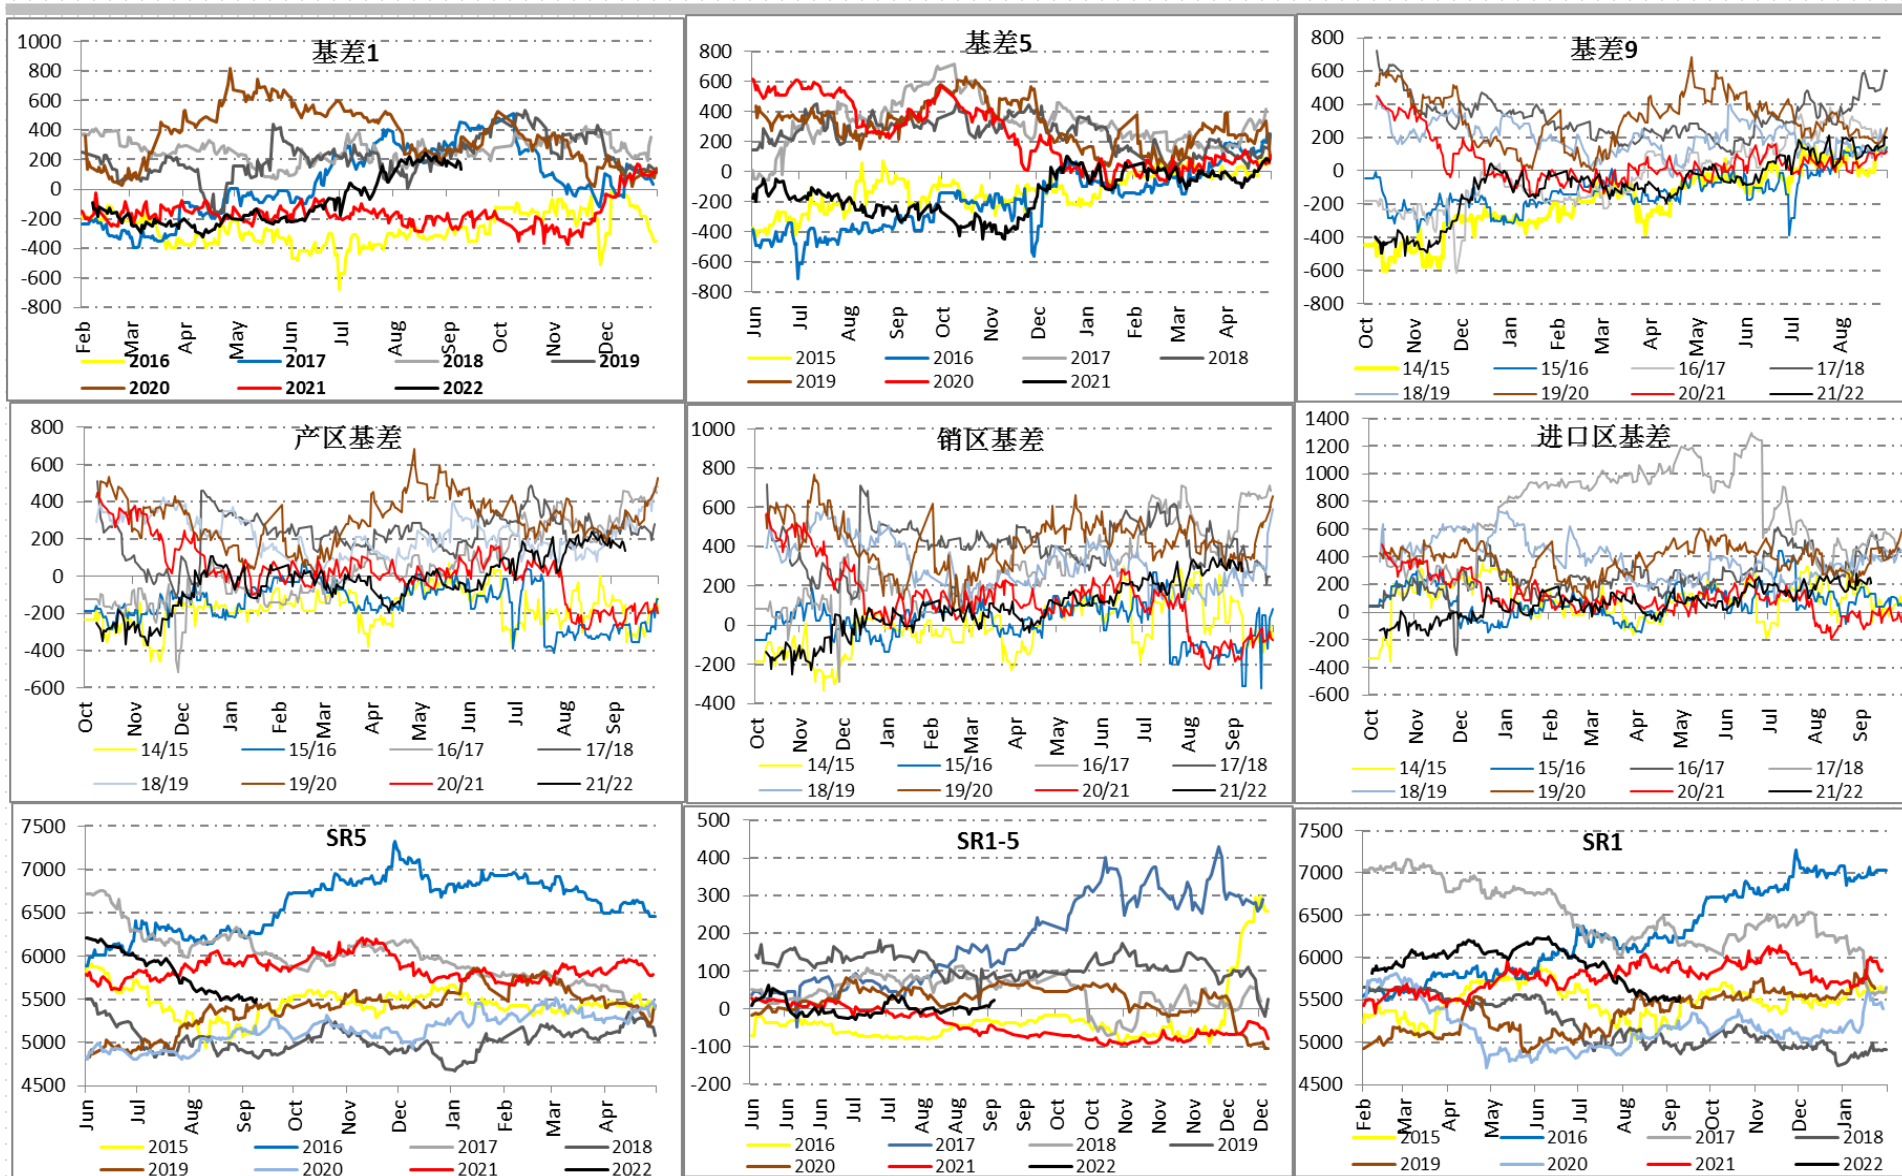 基差1
1000
800
600
400
200
0
-200
-400
-600
-800
Feb Mar Apr May Jun Jul Aug Sep Oct Nov Dec
2016 2017 2018 2019
2020 2021 2022
基差5
800
600
400
200
0
-200
-400
-600
-800
Jun Jul Aug Sep Oct Nov Dec Jan Feb Mar Apr
2015 2016 2017 2018
2019 2020 2021
基差9
800
600
400
200
0
-200
-400
-600
-800
Oct Nov Dec Jan Feb Mar Apr May Jun Jul Aug
14/15 15/16 16/17 17/18
18/19 19/20 20/21 21/22
产区基差
800
600
400
200
0
-200
-400
-600
Oct Nov Dec Jan Feb Mar Apr May Jun Jul Aug Sep
14/15 15/16 16/17 17/18
18/19 19/20 20/21 21/22
销区基差
1000
800
600
400
200
0
-200
-400
Oct Nov Dec Jan Feb Mar Apr May Jun Jul Aug Sep
14/15 15/16 16/17 17/18
18/19 19/20 20/21 21/22
进口区基差
1400
1200
1000
800
600
400
200
0
-200
-400
-600
Oct Nov Dec Jan Feb Mar Apr May Jun Jul Aug Sep
14/15 15/16 16/17 17/18
18/19 19/20 20/21 21/22
SR5
7500
7000
6500
6000
5500
5000
4500
Jun Jul Aug Sep Oct Nov Dec Jan Feb Mar Apr
2015 2016 2017 2018
2019 2020 2021 2022
SR1-5
500
400
300
200
100
0
-100
-200
Jun Jun Jun Jul Jul Aug Aug Sep Sep Oct Oct Nov Nov Nov Dec Dec
2016 2017 2018 2019
2020 2021 2022
SR1
7500
7000
6500
6000
5500
5000
4500
Feb Mar Apr May Jun Jul Aug Sep Oct Nov Dec Jan
2015 2016 2017 2018
2019 2020 2021 2022